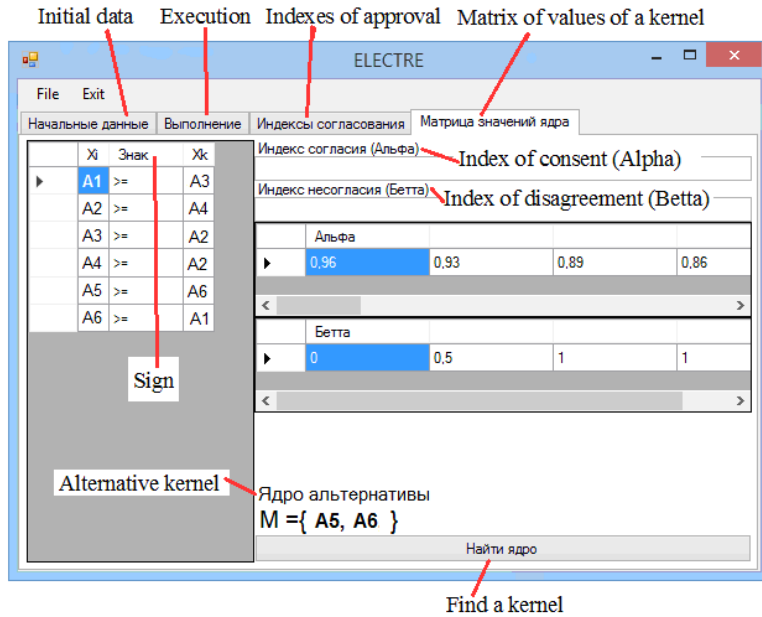 Initial data Execution Indexes of approval Matrix of values of a kernel
ELECTRE
File Exit
Начальные данные Выполнение Индексы согласования Матрица значений ядра
Xi Знак Xk
A1 >= A3
A2 >= A4
A3 >= A2
A4 >= A2
A5 >= A6
A6 >= A1
Sign
Индекс согласия (Альфа)
Index of consent (Alpha)
Индекс несогласия (Бетта)
Index of disagreement (Betta)
Альфа
0,96 0,93 0,89 0,86
Бетта
0 0,5 1 1
Alternative kernel
Ядро альтернативы
M ={ A5, A6 }
Найти ядро
Find a kernel